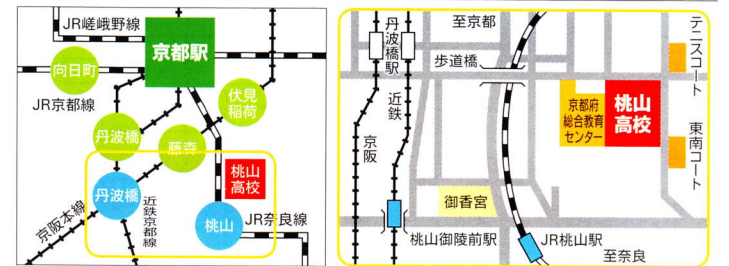 JR嵯峨野線
京都駅
向日町
JR京都線
伏見
稲荷
丹波橋
藤森
桃山
高校
丹波橋
近鉄京都線
京阪本線
桃山
JR奈良線
至京都
丹波橋駅
歩道橋
テニスコート
近鉄
京都府
総合教育
センター
桃山
高校
京阪
東南コート
御香宮
桃山御陵前駅
JR桃山駅
至奈良